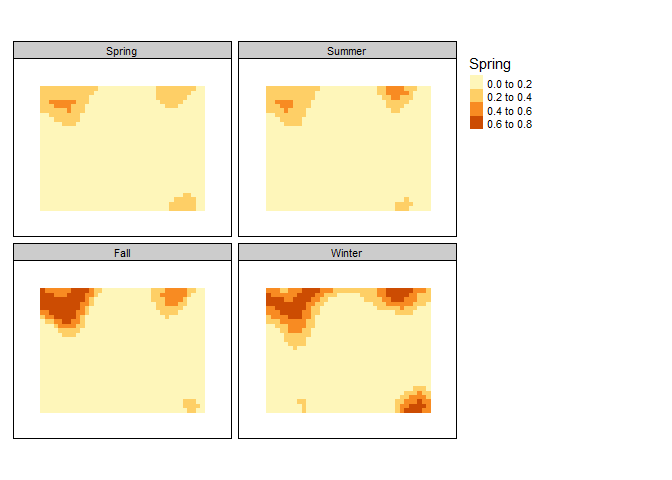 Spring
Summer
Spring
0.0 to 0.2
0.2 to 0.4
0.4 to 0.6
0.6 to 0.8
Fall
Winter